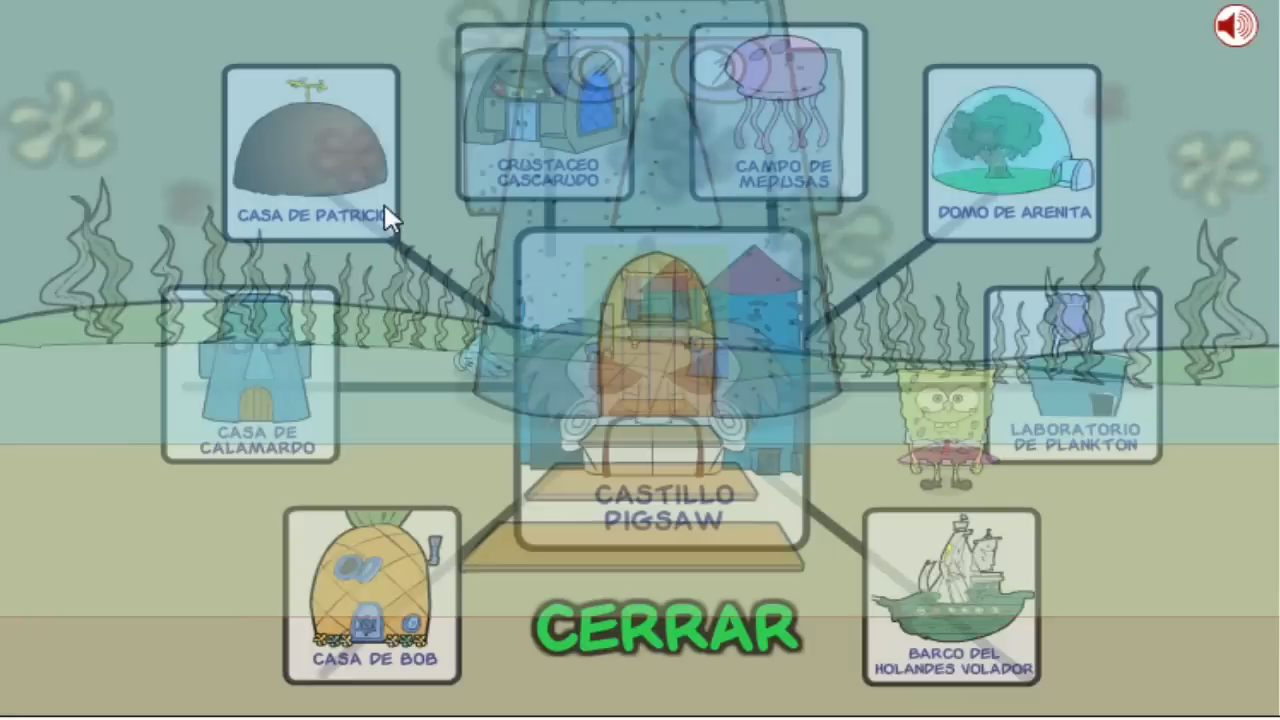 CRUSTACEO
CASCARUDO
CAMPO DE
MEDUSAS
CASA DE PATRICIO
DOMO DE ARENITA
CASA DE
CALAMARDO
LABORATORIO
DE PLANKTON
CASTILLO
PIGSAW
CASA DE BOB
CERRAR
BARCO DEL
HOLANDES VOLADOR